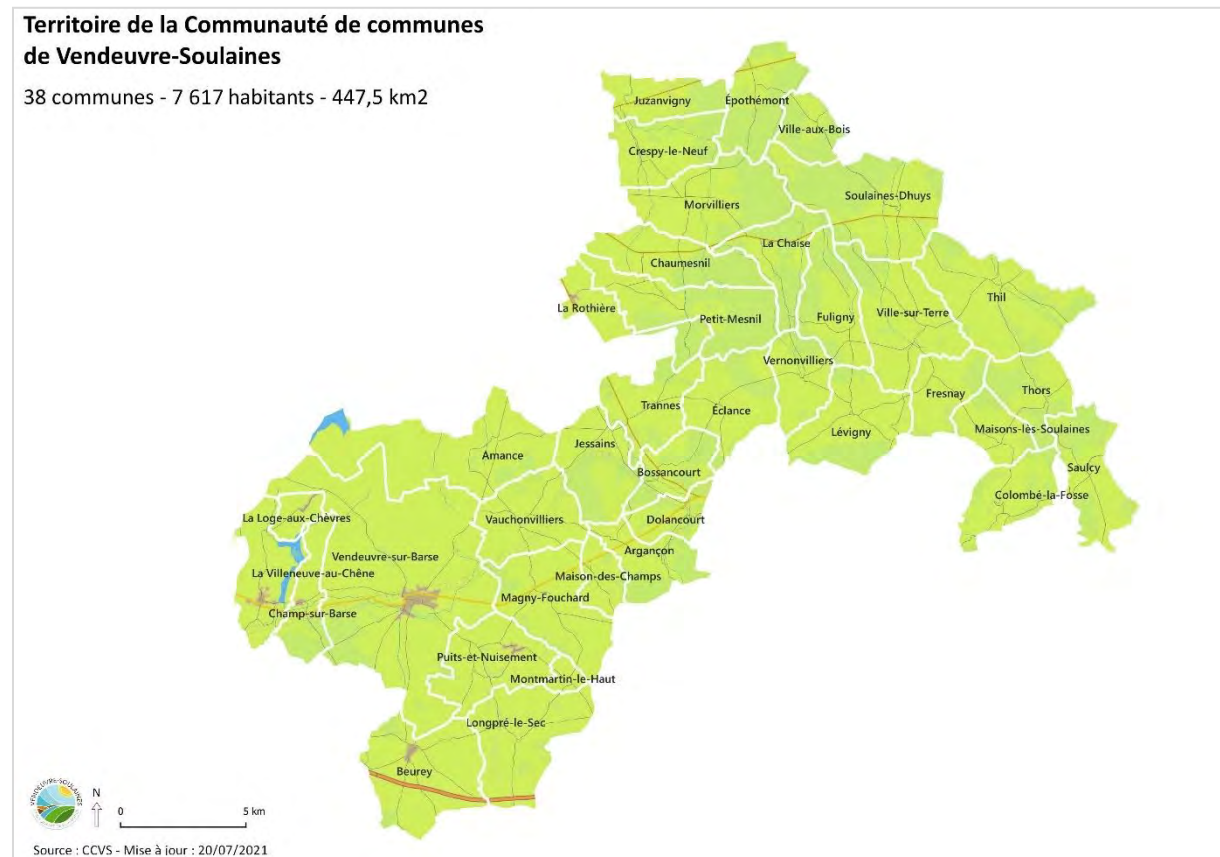 Territoire de la Communauté de communes
de Vendeuvre-Soulaines
38 communes - 7 617 habitants - 447,5 km2
Juzanvigny
Épothémont
Ville-aux-Bois
Crespy-le-Neuf
Soulaines-Dhuys
Morvilliers
La Chaise
Chaumesnil
Thil
La Rothière
Petit-Mesnil
Fuligny
Ville-sur-Terre
Vernonvilliers
Fresnay
Thors
Trannes
Éclance
Lévigny
Maisons-lès-Soulaines
Jessains
Amance
Saulcy
Bossancourt
Colombé-la-Fosse
La Loge-aux-Chèvres
Vauchonvilliers
Dolancourt
Vendeuvre-sur-Barse
Argançon
La Villeneuve-au-Chêne
Maison-des-Champs
Magny-Fouchard
Champ-sur-Barse
Puits-et-Nuisement
Montmartin-le-Haut
Longpré-le-Sec
Beurey
VENDEUVRE-SOULAINES
N
0
5 km
Source : CCVS - Mise à jour : 20/07/2021